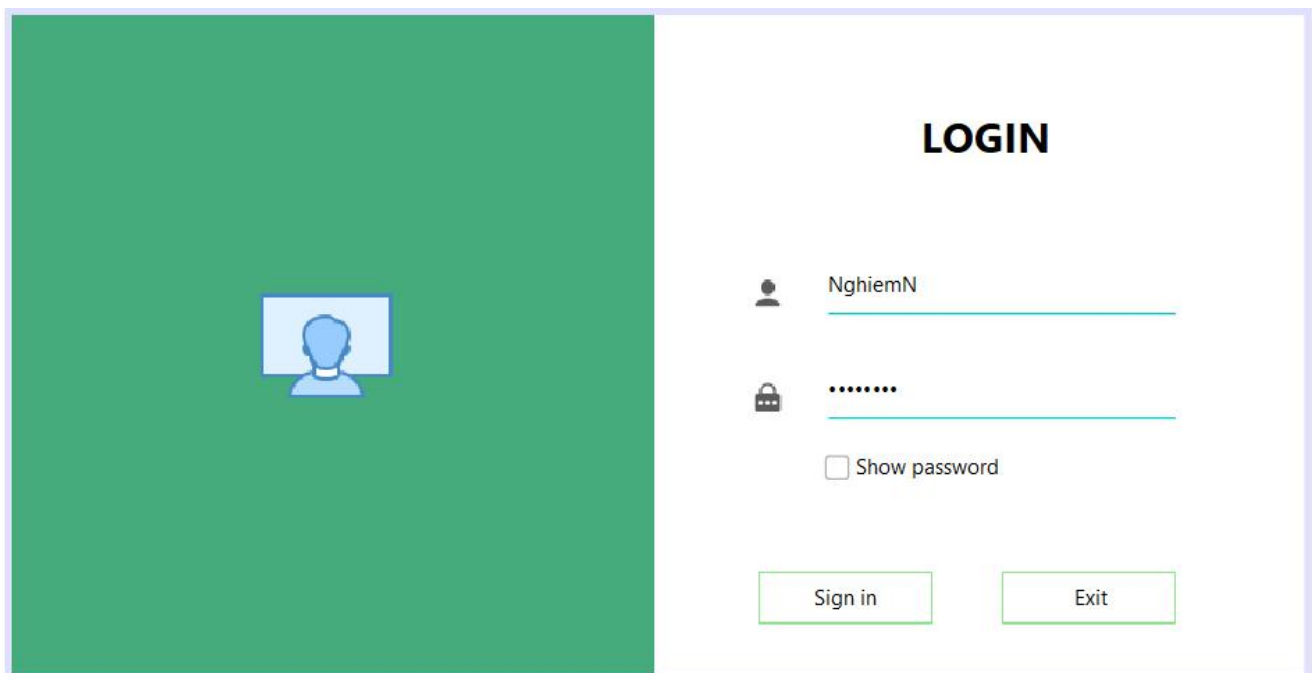 LOGIN
NghiemN
••••••••
Show password
Sign in
Exit